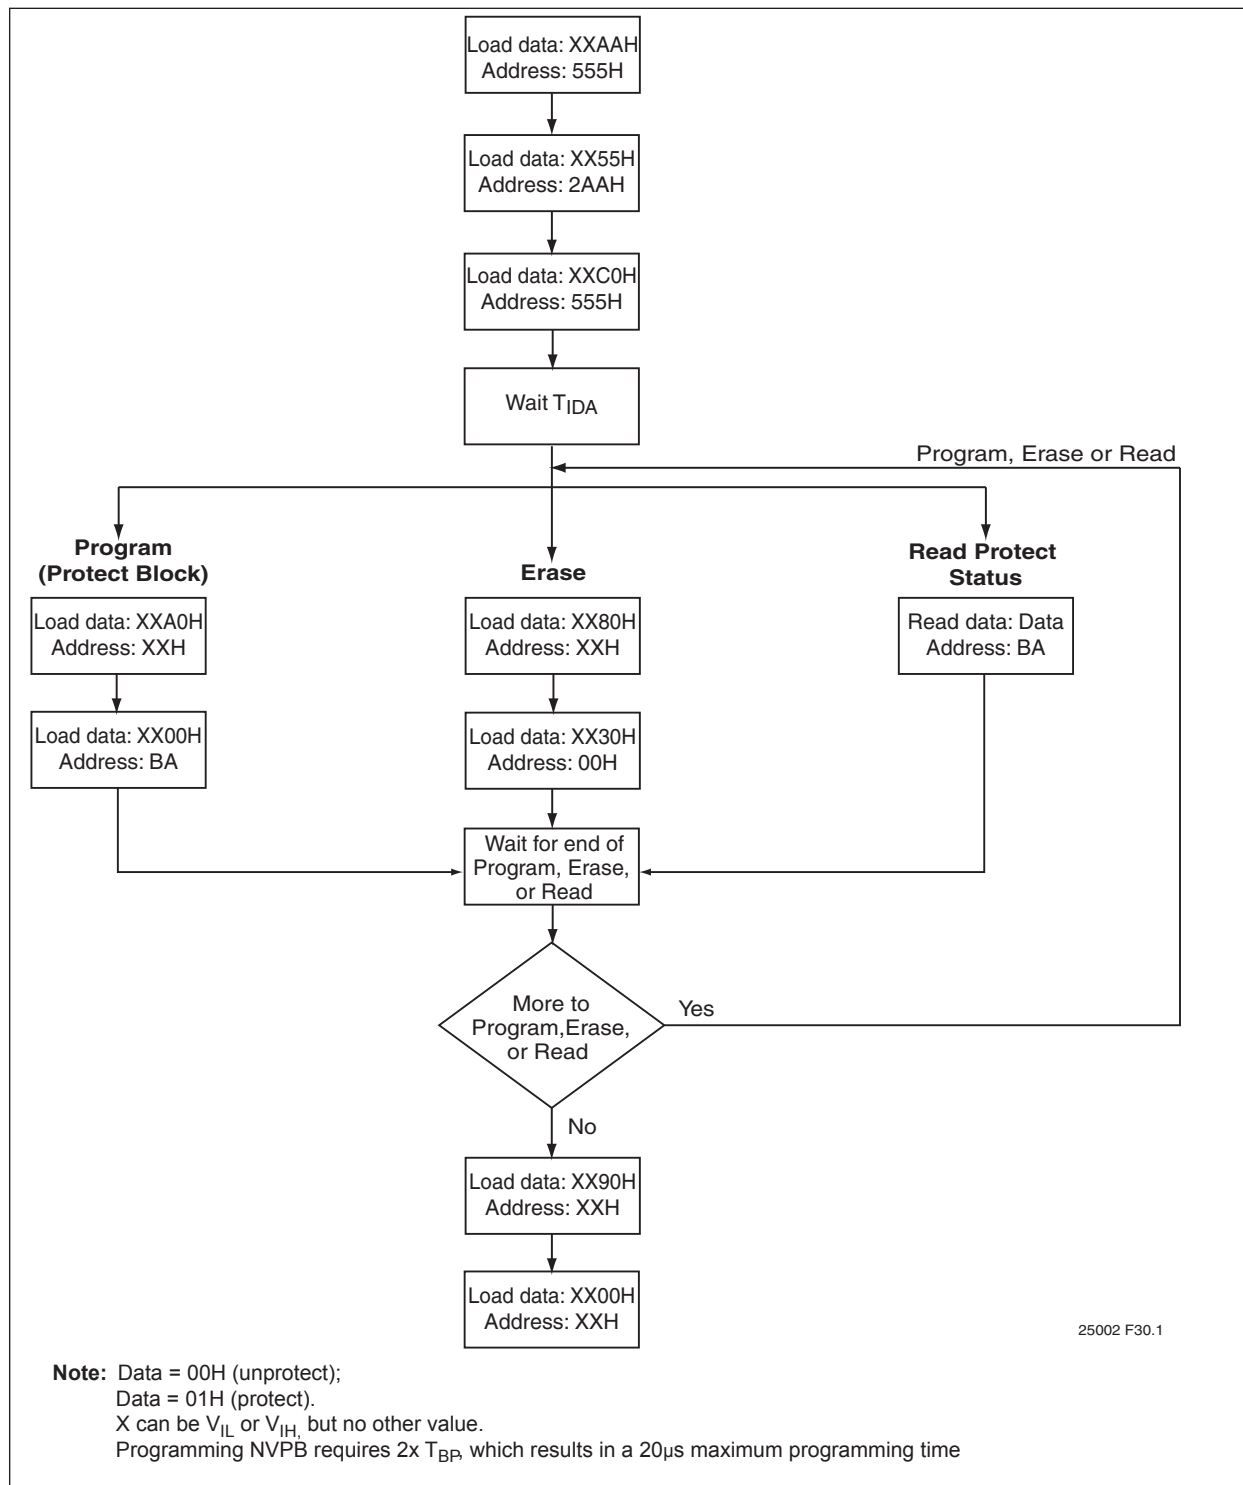 Load data: XXAAH
Address: 555H
Load data: XX55H
Address: 2AAH
Load data: XXC0H
Address: 555H
Wait TIDA
Program, Erase or Read
Program
(Protect Block)
Load data: XXA0H
Address: XXH
Load data: XX00H
Address: BA
Erase
Load data: XX80H
Address: XXH
Load data: XX30H
Address: 00H
Read Protect
Status
Read data: Data
Address: BA
Wait for end of
Program, Erase,
or Read
More to
Program,Erase,
or Read
Yes
No
Load data: XX90H
Address: XXH
Load data: XX00H
Address: XXH
25002 F30.1
Note: Data = 00H (unprotect);
Data = 01H (protect).
X can be VIL or VIH, but no other value.
Programming NVPB requires 2x TBP, which results in a 20µs maximum programming time